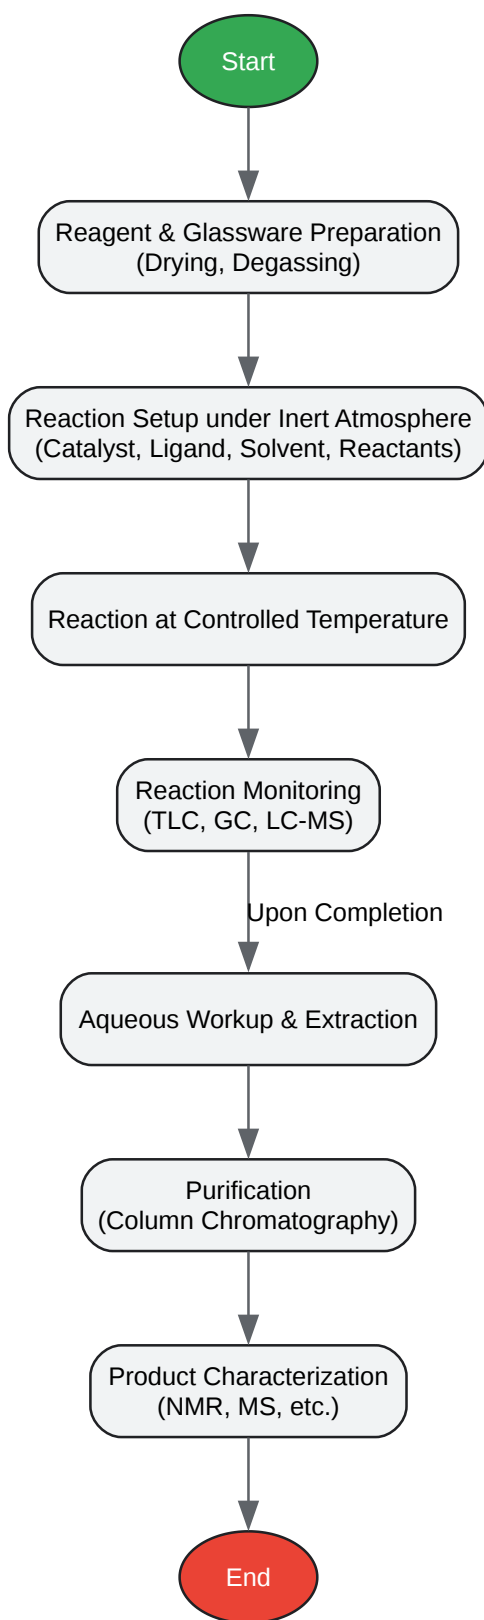 Start
Reagent & Glassware Preparation
(Drying, Degassing)
Reaction Setup under Inert Atmosphere
(Catalyst, Ligand, Solvent, Reactants)
Reaction at Controlled Temperature
Reaction Monitoring
(TLC, GC, LC-MS)
Upon Completion
Aqueous Workup & Extraction
Purification
(Column Chromatography)
Product Characterization
(NMR, MS, etc.)
End